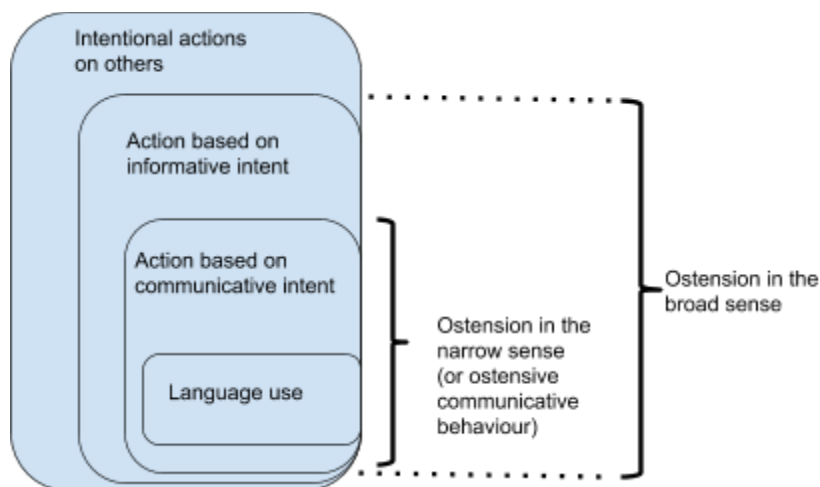 Intentional actions
on others
Action based on
informative intent
Action based on
communicative intent
Language use
Ostension in the
narrow sense
(or ostensive
communicative
behaviour)
Ostension in the
broad sense